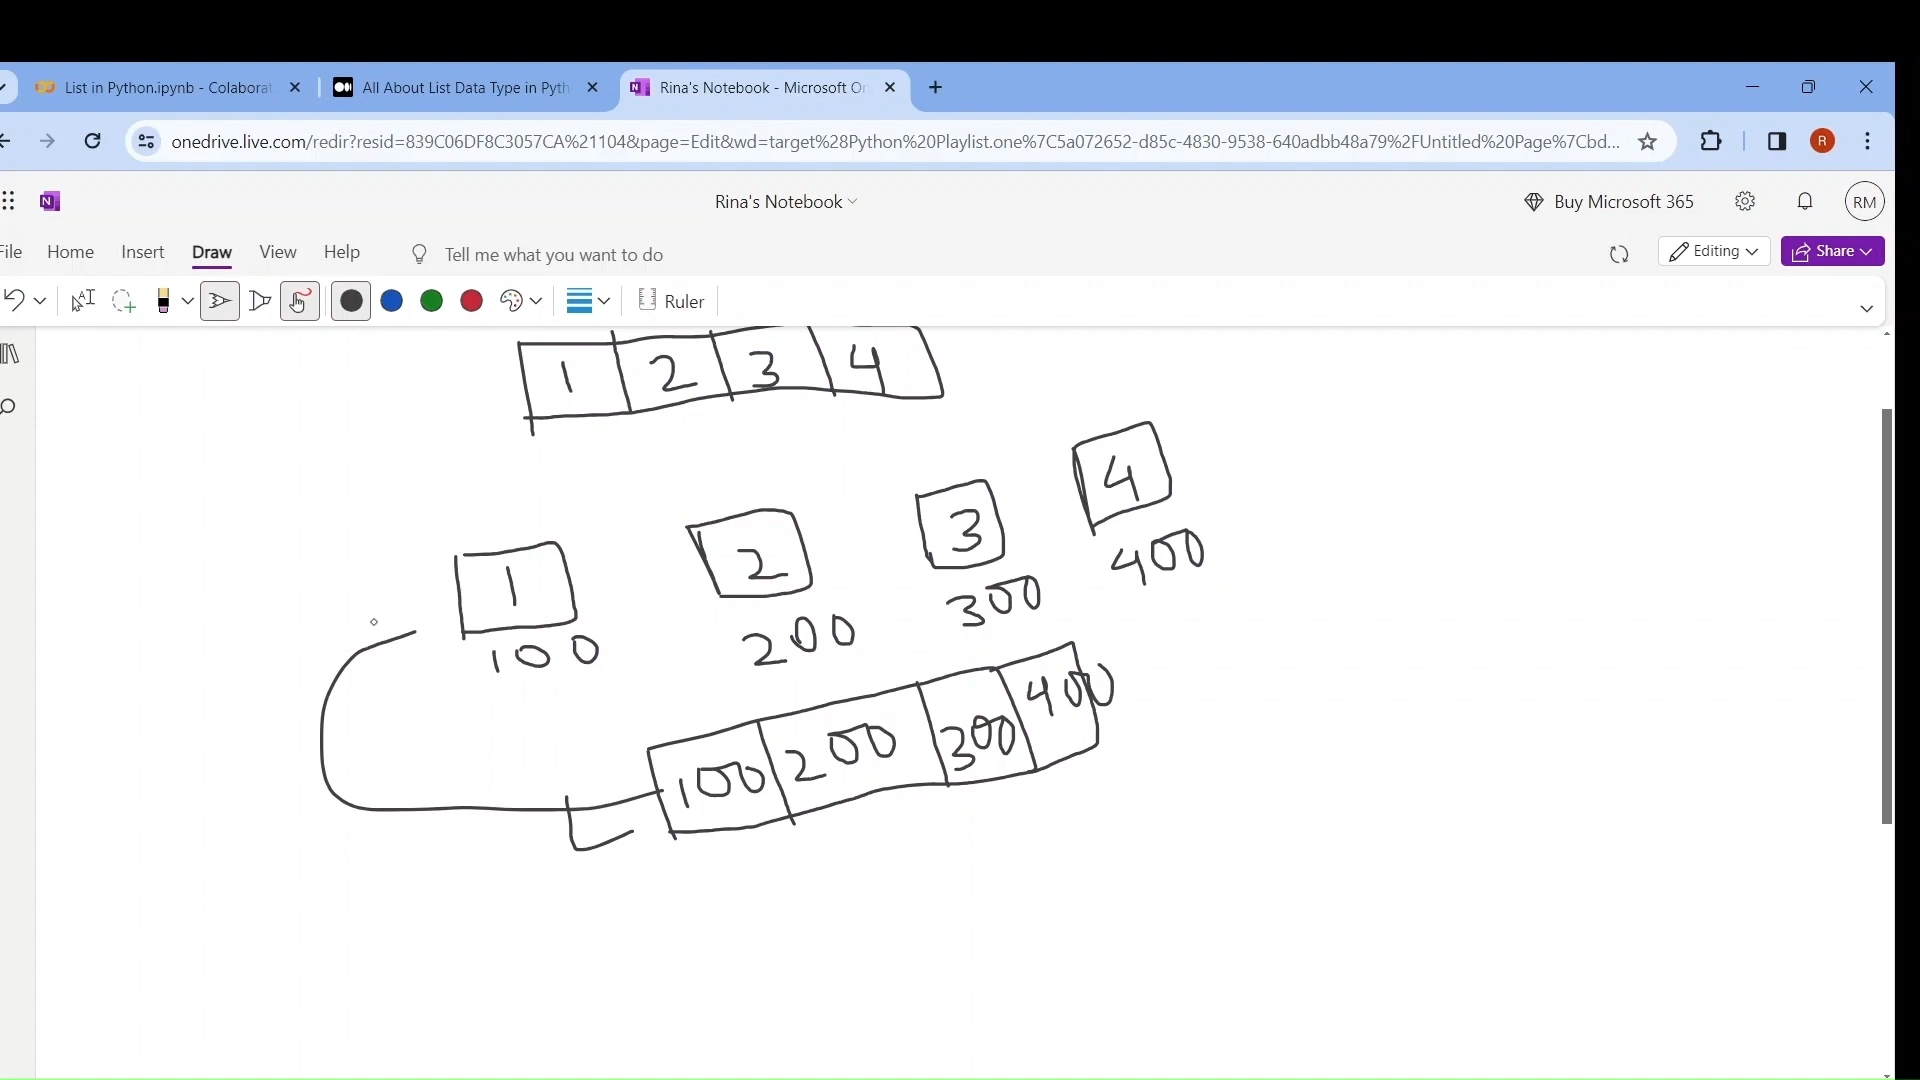 List in Python.ipynb - Colaborat
All About List Data Type in Pyth
Rina's Notebook - Microsoft On
onedrive.live.com/redir?resid=839C06DF8C3057CA%21104&page=Edit&wd=target%28Python%20Playlist.one%7C5a072652-d85c-4830-9538-640adbb48a79%2FUntitled%20Page%7Cbd...
R
N
Rina's Notebook
Buy Microsoft 365
RM
File Home Insert Draw View Help Tell me what you want to do
Editing
Share
Ruler
1 2 3 4
1 2 3 4
100 200 300 400
100 200 300 400
L